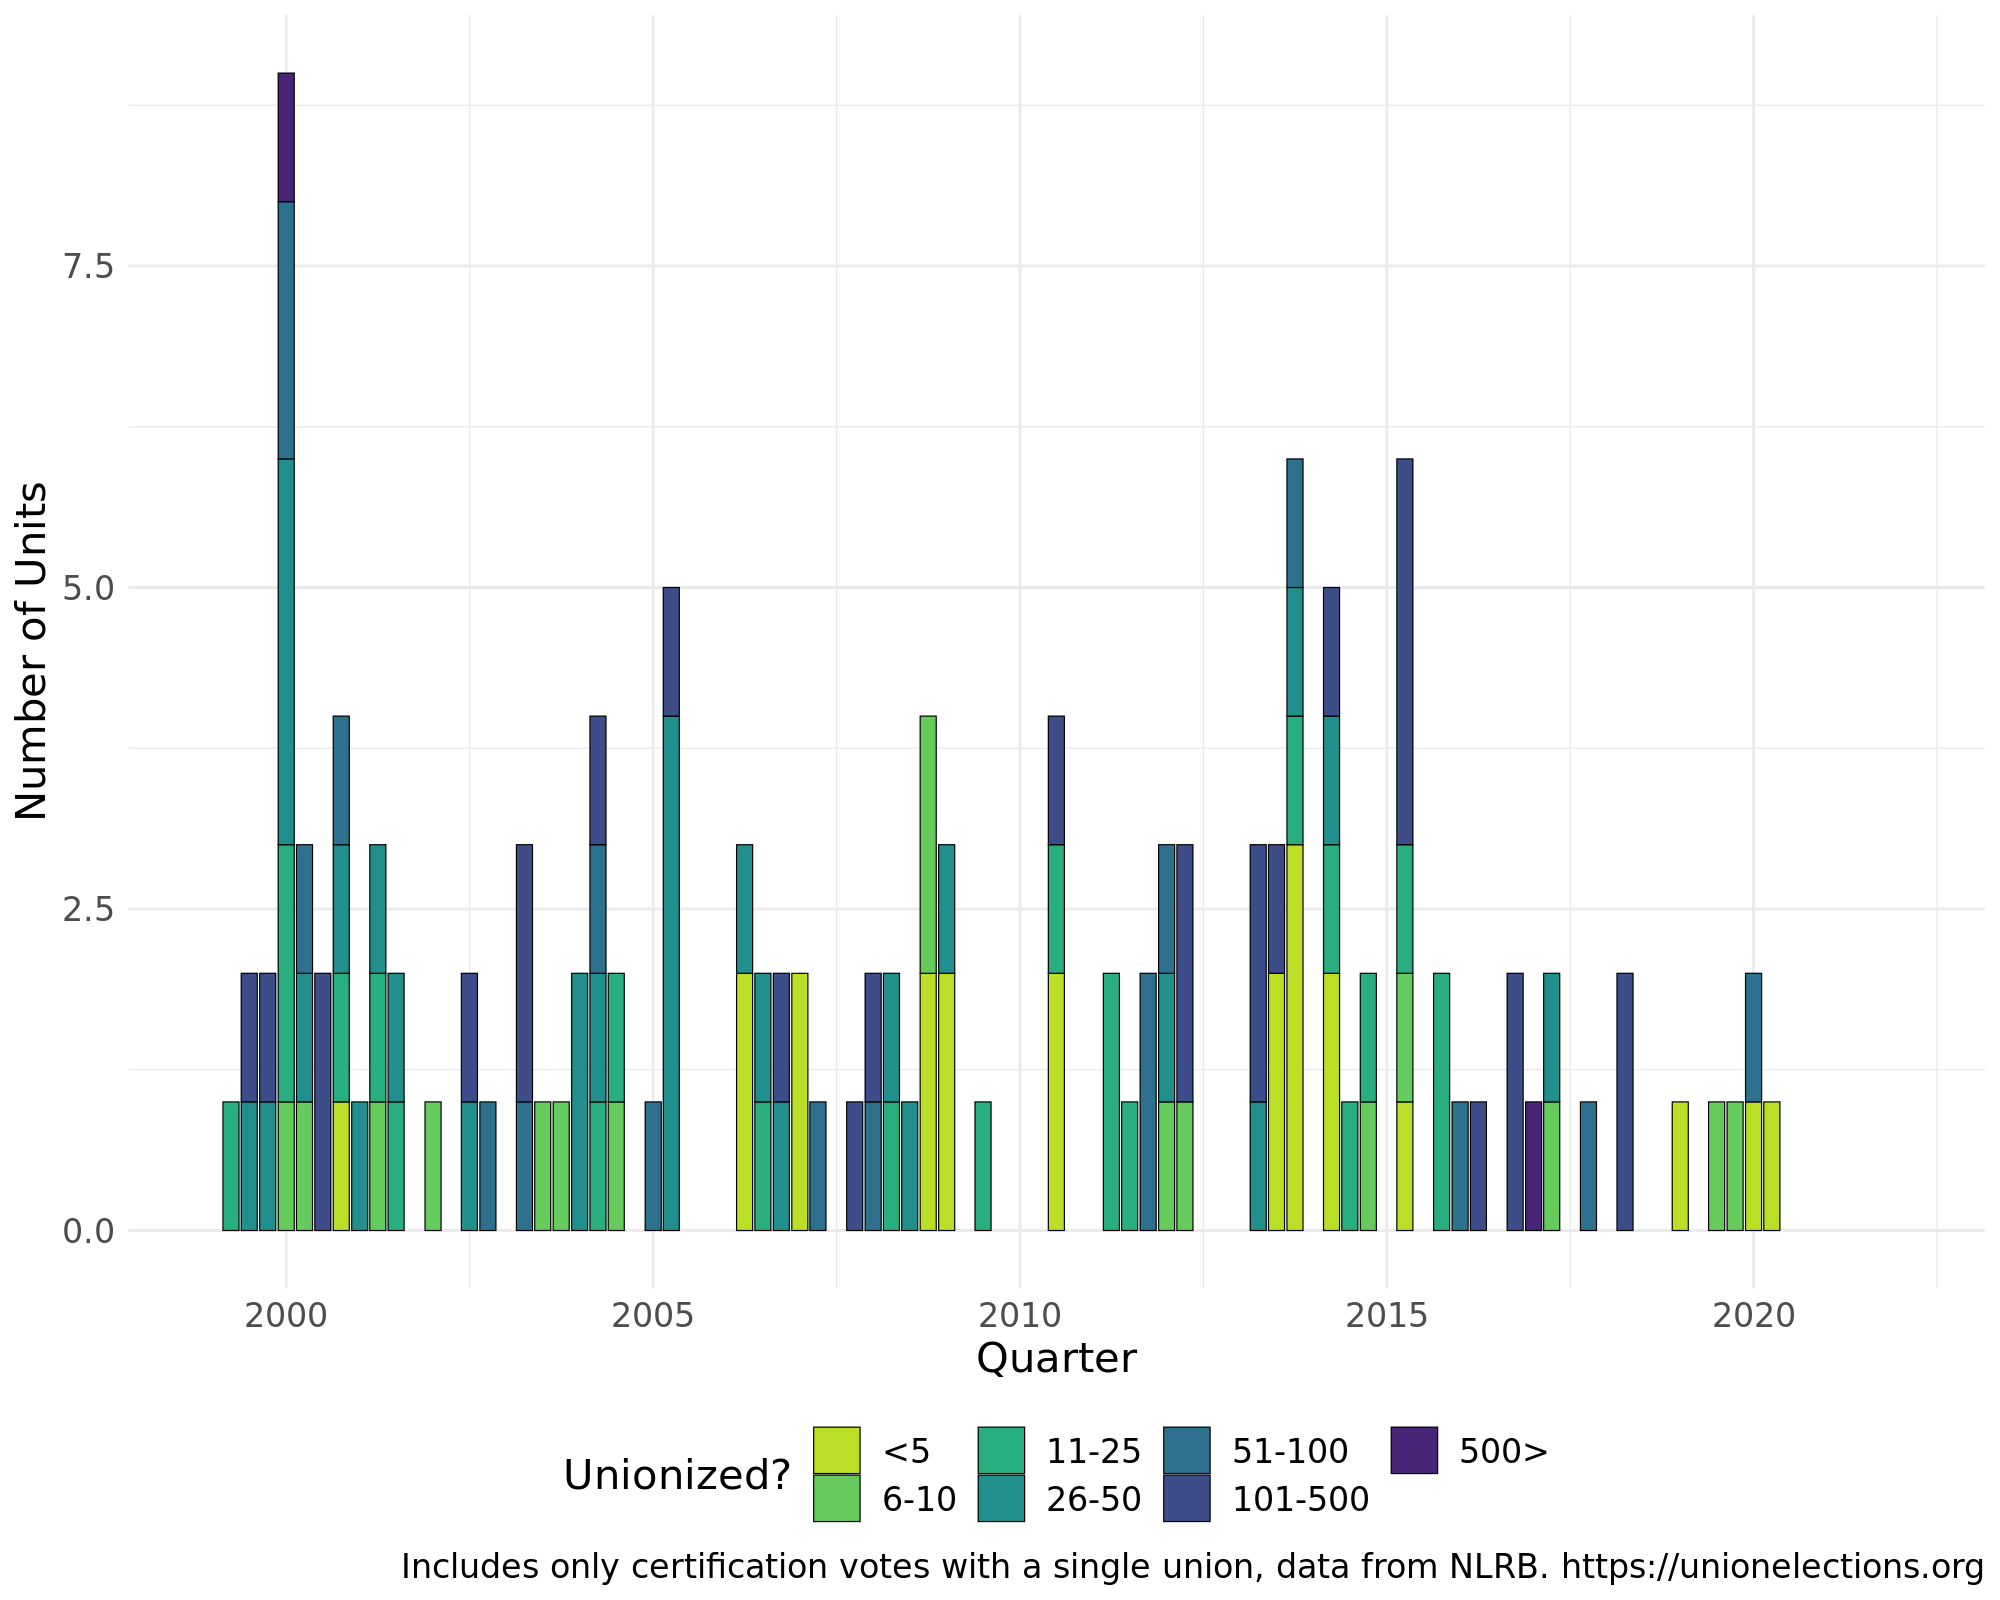 7.5
5.0
2.5
0.0
Number of Units
2000 2005 2010 2015 2020
Quarter
Unionized?
<5 11-25 51-100 500>
6-10 26-50 101-500
Includes only certification votes with a single union, data from NLRB. https://unionelections.org